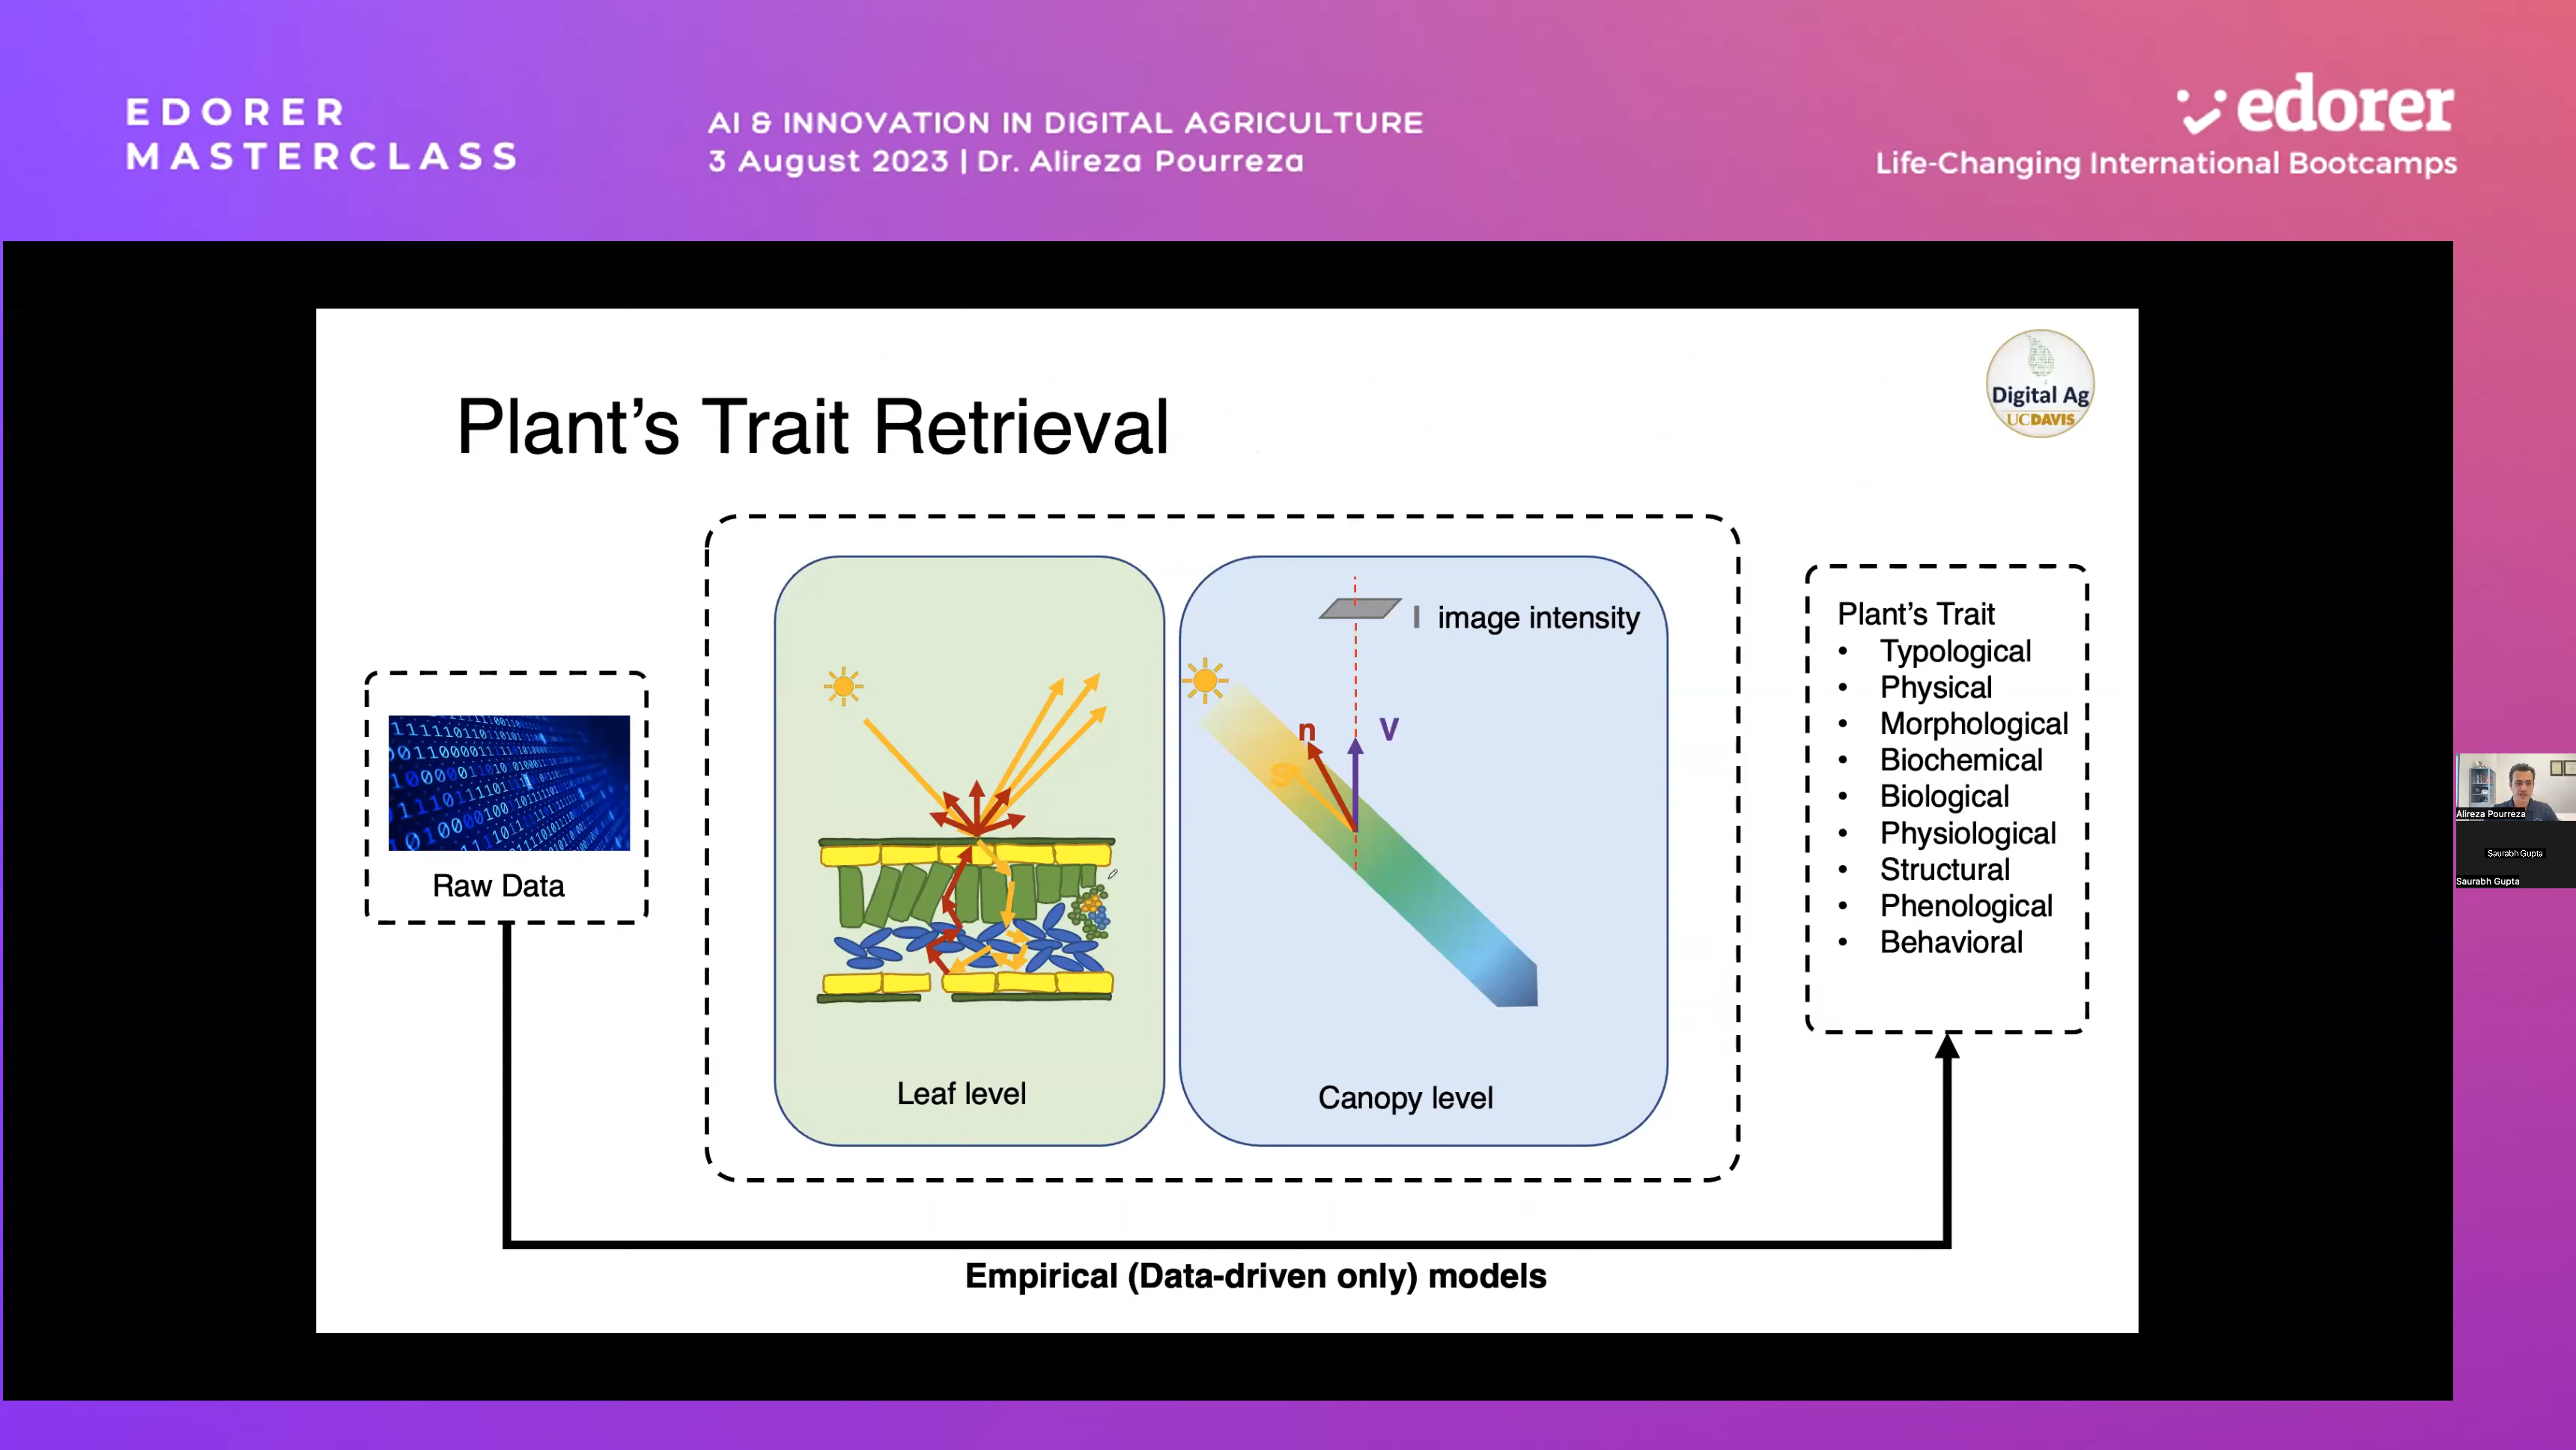 EDORER
MASTERCLASS
AI & INNOVATION IN DIGITAL AGRICULTURE
3 August 2023 | Dr. Alireza Pourreza
edorer
Life-Changing International Bootcamps
Plant's Trait Retrieval
Digital Ag
UCDAVIS
Raw Data
Leaf level
I image intensity
n
V
S
Canopy level
Plant's Trait
• Typological
• Physical
• Morphological
• Biochemical
• Biological
• Physiological
• Structural
• Phenological
• Behavioral
Empirical (Data-driven only) models
Alireza Pourreza
Saurabh Gupta
Saurabh Gupta